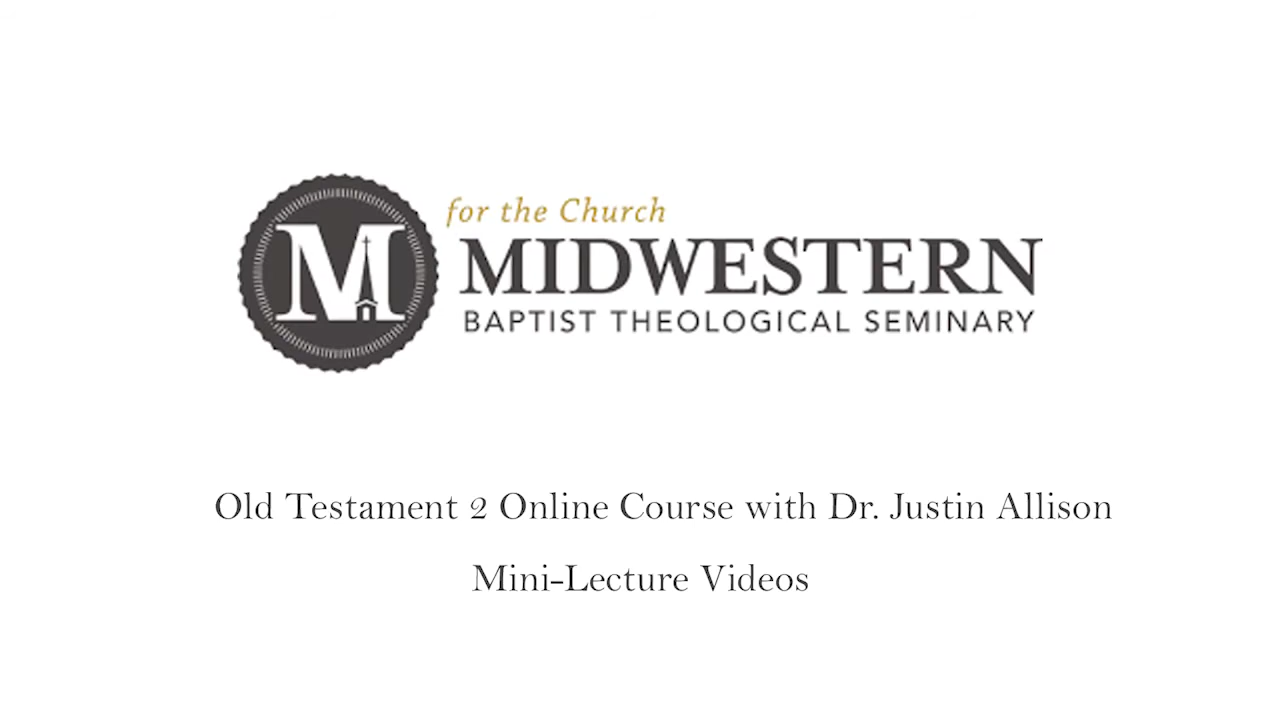 M
for the Church
MIDWESTERN
BAPTIST THEOLOGICAL SEMINARY
Old Testament 2 Online Course with Dr. Justin Allison
Mini-Lecture Videos